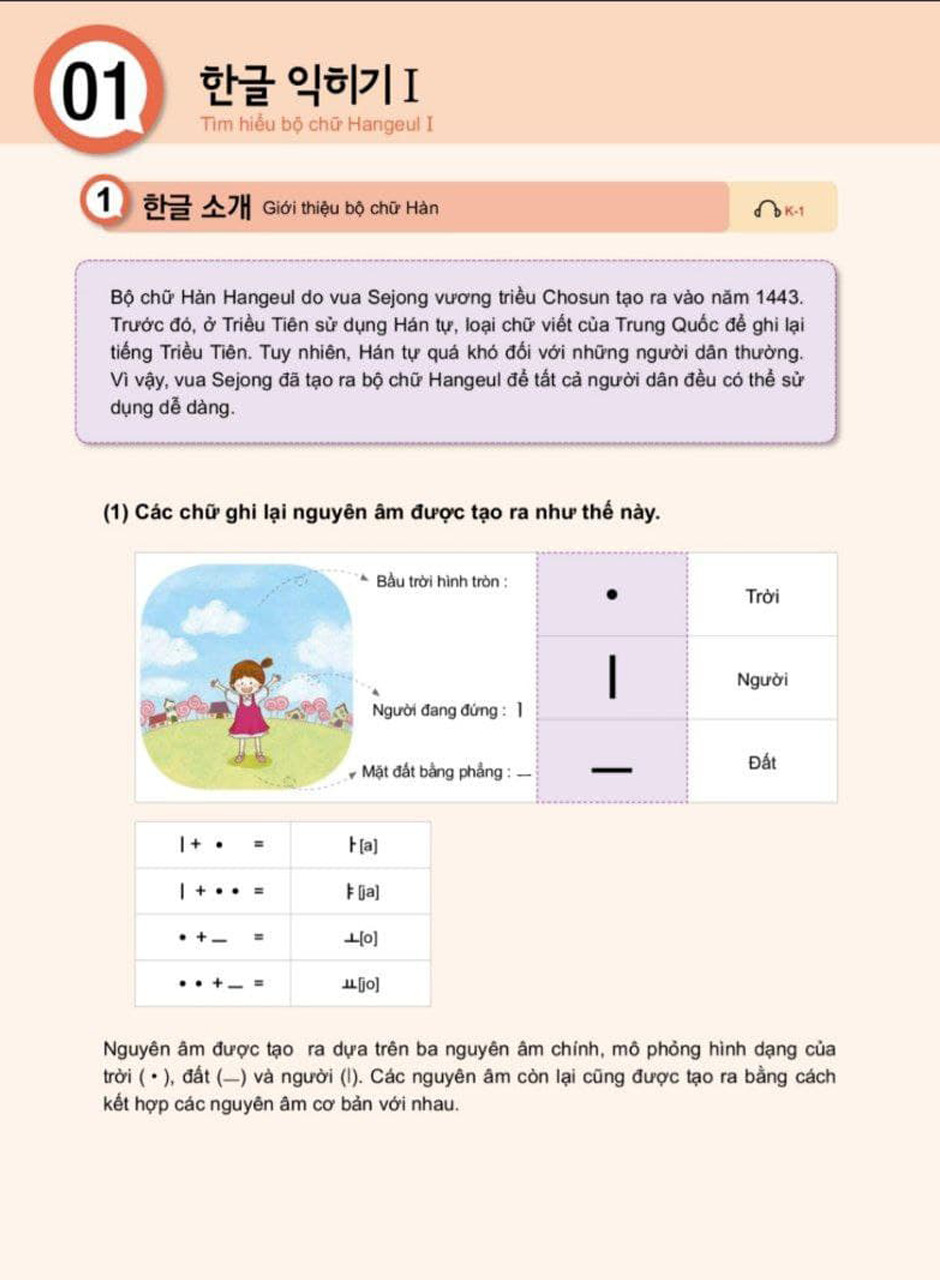 01
한글 익히기 I
Tìm hiểu bộ chữ Hangeul I
1 한글 소개 Giới thiệu bộ chữ Hàn
K-1
Bộ chữ Hàn Hangeul do vua Sejong vương triều Chosun tạo ra vào năm 1443.
Trước đó, ở Triều Tiên sử dụng Hán tự, loại chữ viết của Trung Quốc để ghi lại
tiếng Triều Tiên. Tuy nhiên, Hán tự quá khó đối với những người dân thường.
Vì vậy, vua Sejong đã tạo ra bộ chữ Hangeul để tất cả người dân đều có thể sử
dụng dễ dàng.
(1) Các chữ ghi lại nguyên âm được tạo ra như thế này.
Bầu trời hình tròn :
• Trời
ㅣ Người
Người đang đứng : ㅣ
Mặt đất bằng phẳng : ㅡ
ㅡ Đất
ㅣ + • = ㅏ[a]
ㅣ + • • = ㅑ[ja]
• + ㅡ = ㅗ[o]
• • + ㅡ = ㅛ[jo]
Nguyên âm được tạo ra dựa trên ba nguyên âm chính, mô phỏng hình dạng của
trời ( • ), đất (ㅡ) và người (ㅣ). Các nguyên âm còn lại cũng được tạo ra bằng cách
kết hợp các nguyên âm cơ bản với nhau.